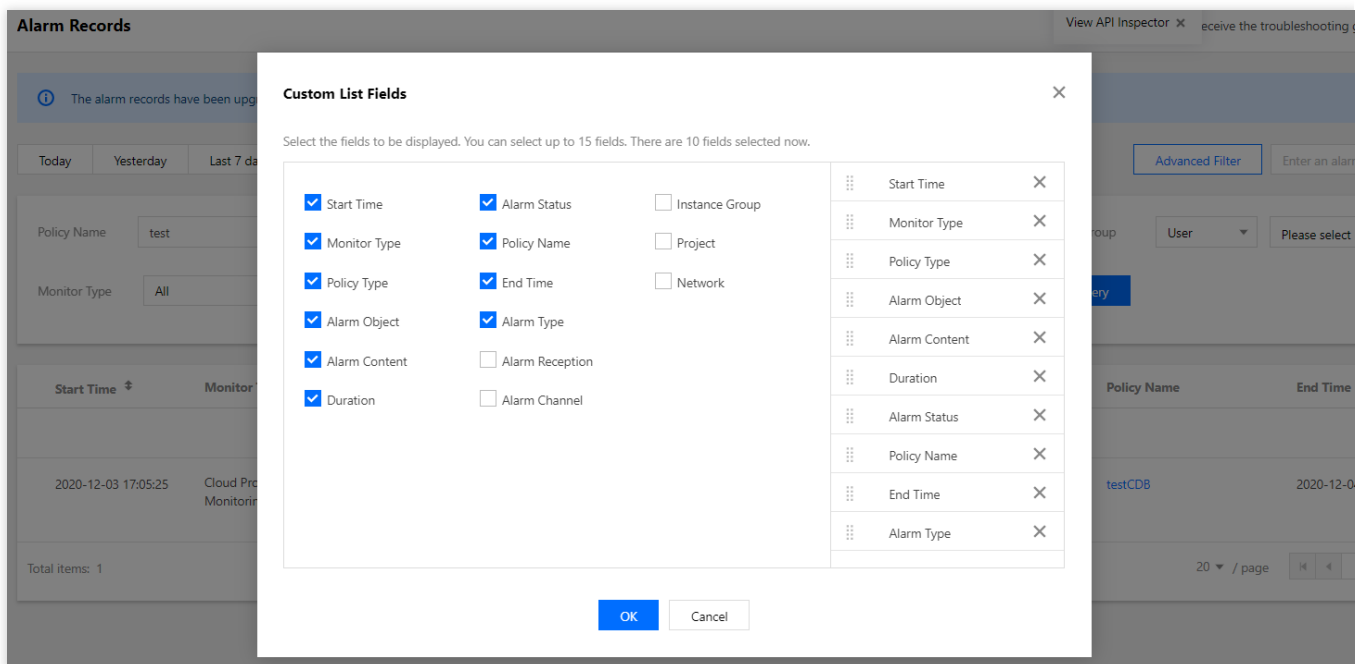 Alarm Records
View API Inspector
eceive the troubleshooting
The alarm records have been upg
Custom List Fields
Select the fields to be displayed. You can select up to 15 fields. There are 10 fields selected now.
Today
Yesterday
Last 7 da
Advanced Filter
Enter an alarm
Policy Name
test
roup
User
Please select
Monitor Type
All
ery
Start Time
Alarm Status
Instance Group
Monitor Type
Policy Name
Project
Policy Type
End Time
Network
Alarm Object
Alarm Type
Alarm Content
Alarm Reception
Duration
Alarm Channel
Start Time
Monitor Type
Policy Type
Alarm Object
Alarm Content
Duration
Alarm Status
Policy Name
End Time
Alarm Type
Start Time
Monitor
Policy Name
End Time
2020-12-03 17:05:25
Cloud Pro
Monitorin
testCDB
2020-12-0
Total items: 1
20 / page
OK
Cancel